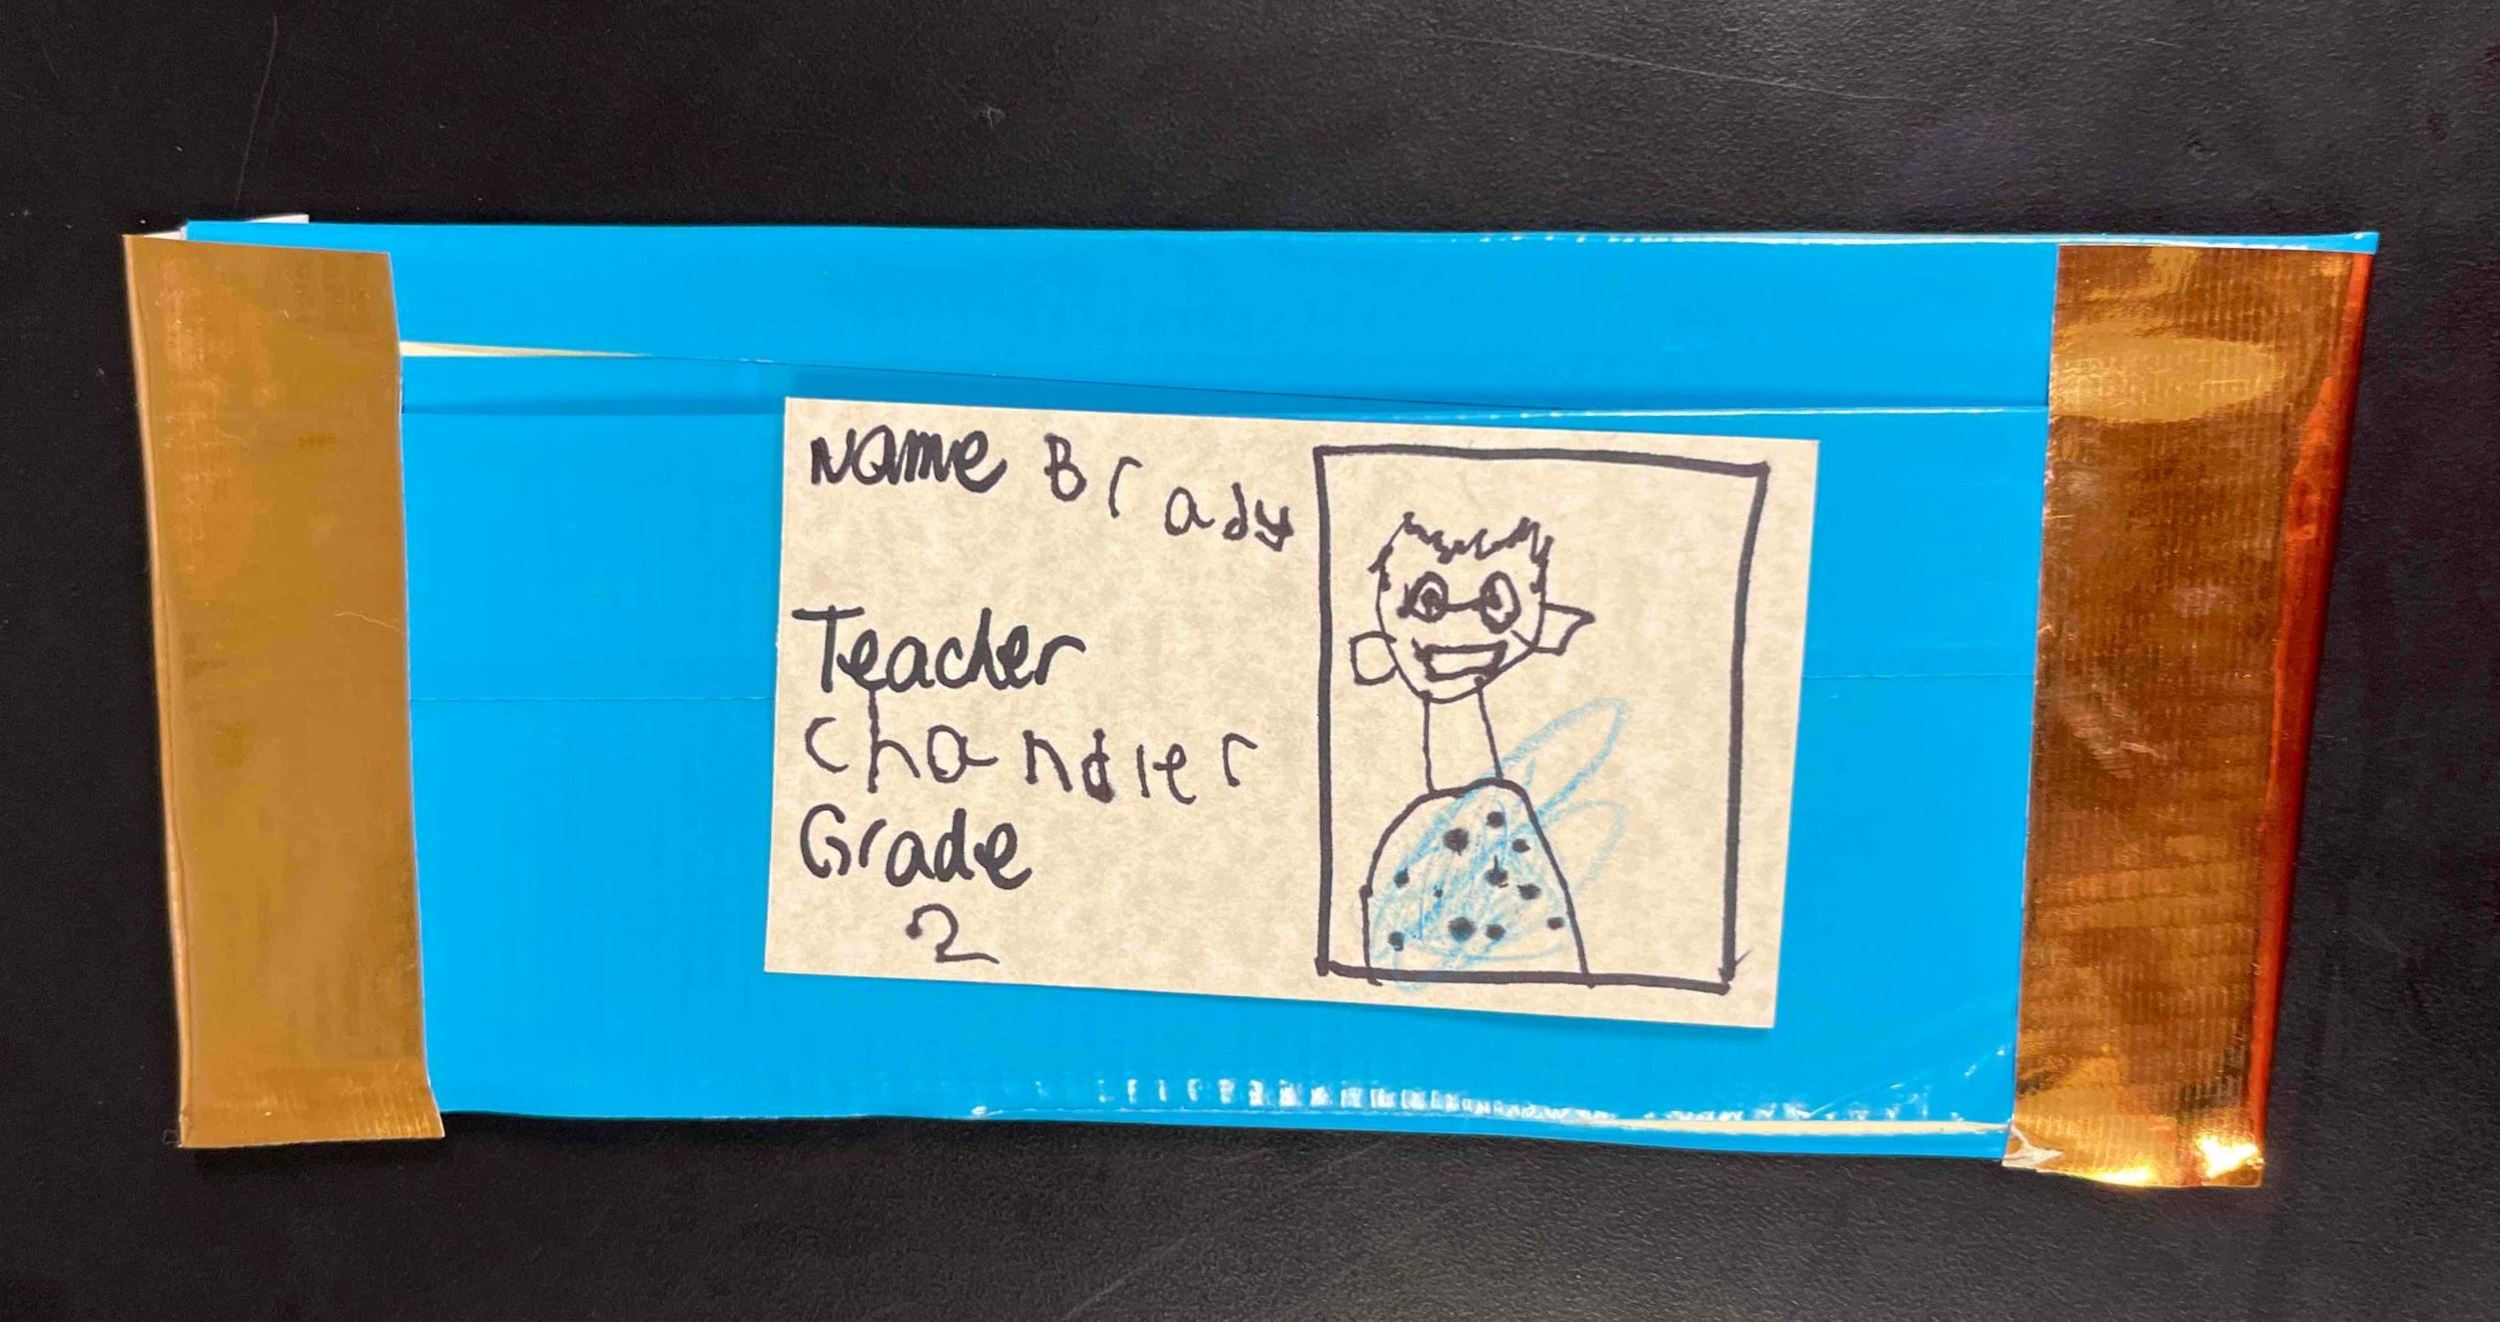 Name Brady
Teacher
chandler
Grade
2